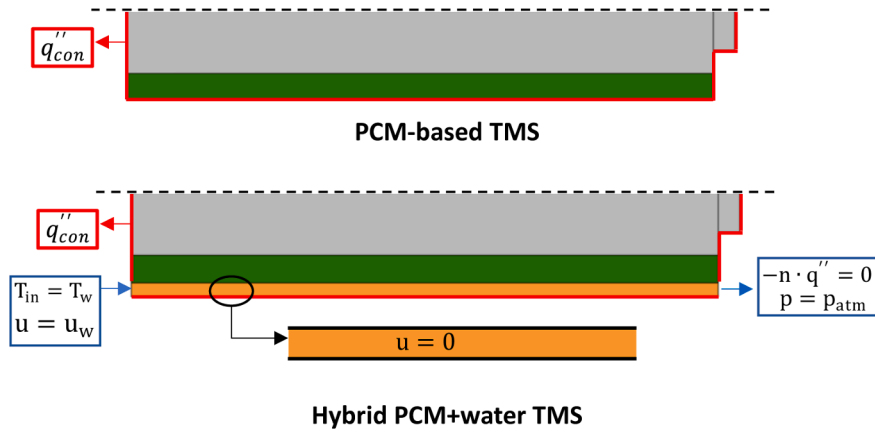 q''con
PCM-based TMS
q''con
Tin = Tw
u = uw
−n · q'' = 0
p = patm
u = 0
Hybrid PCM+water TMS